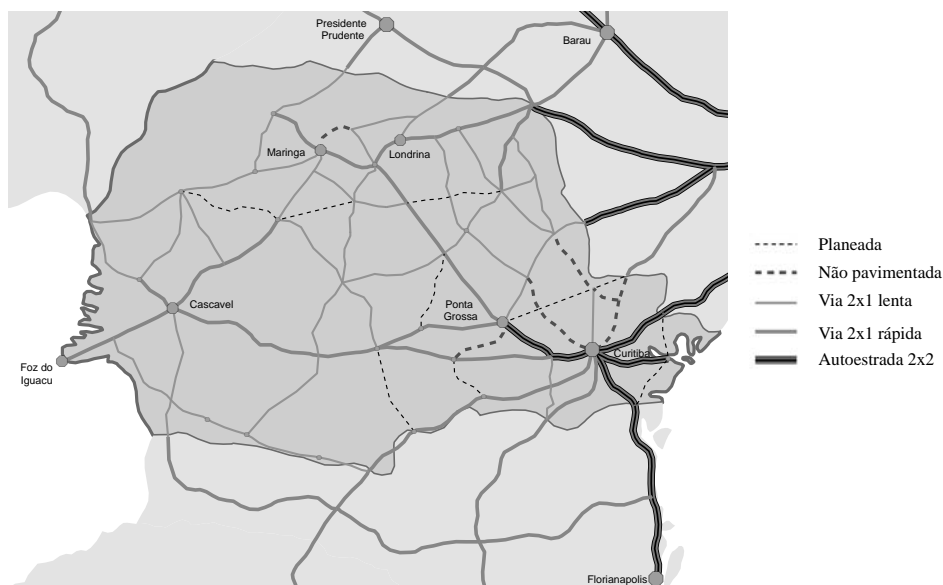 Presidente
Prudente
Barau
Maringa
Londrina
Cascavel
Ponta
Grossa
Curitiba
Foz do
Iguacu
Florianapolis
Planeada
Não pavimentada
Via 2x1 lenta
Via 2x1 rápida
Autoestrada 2x2